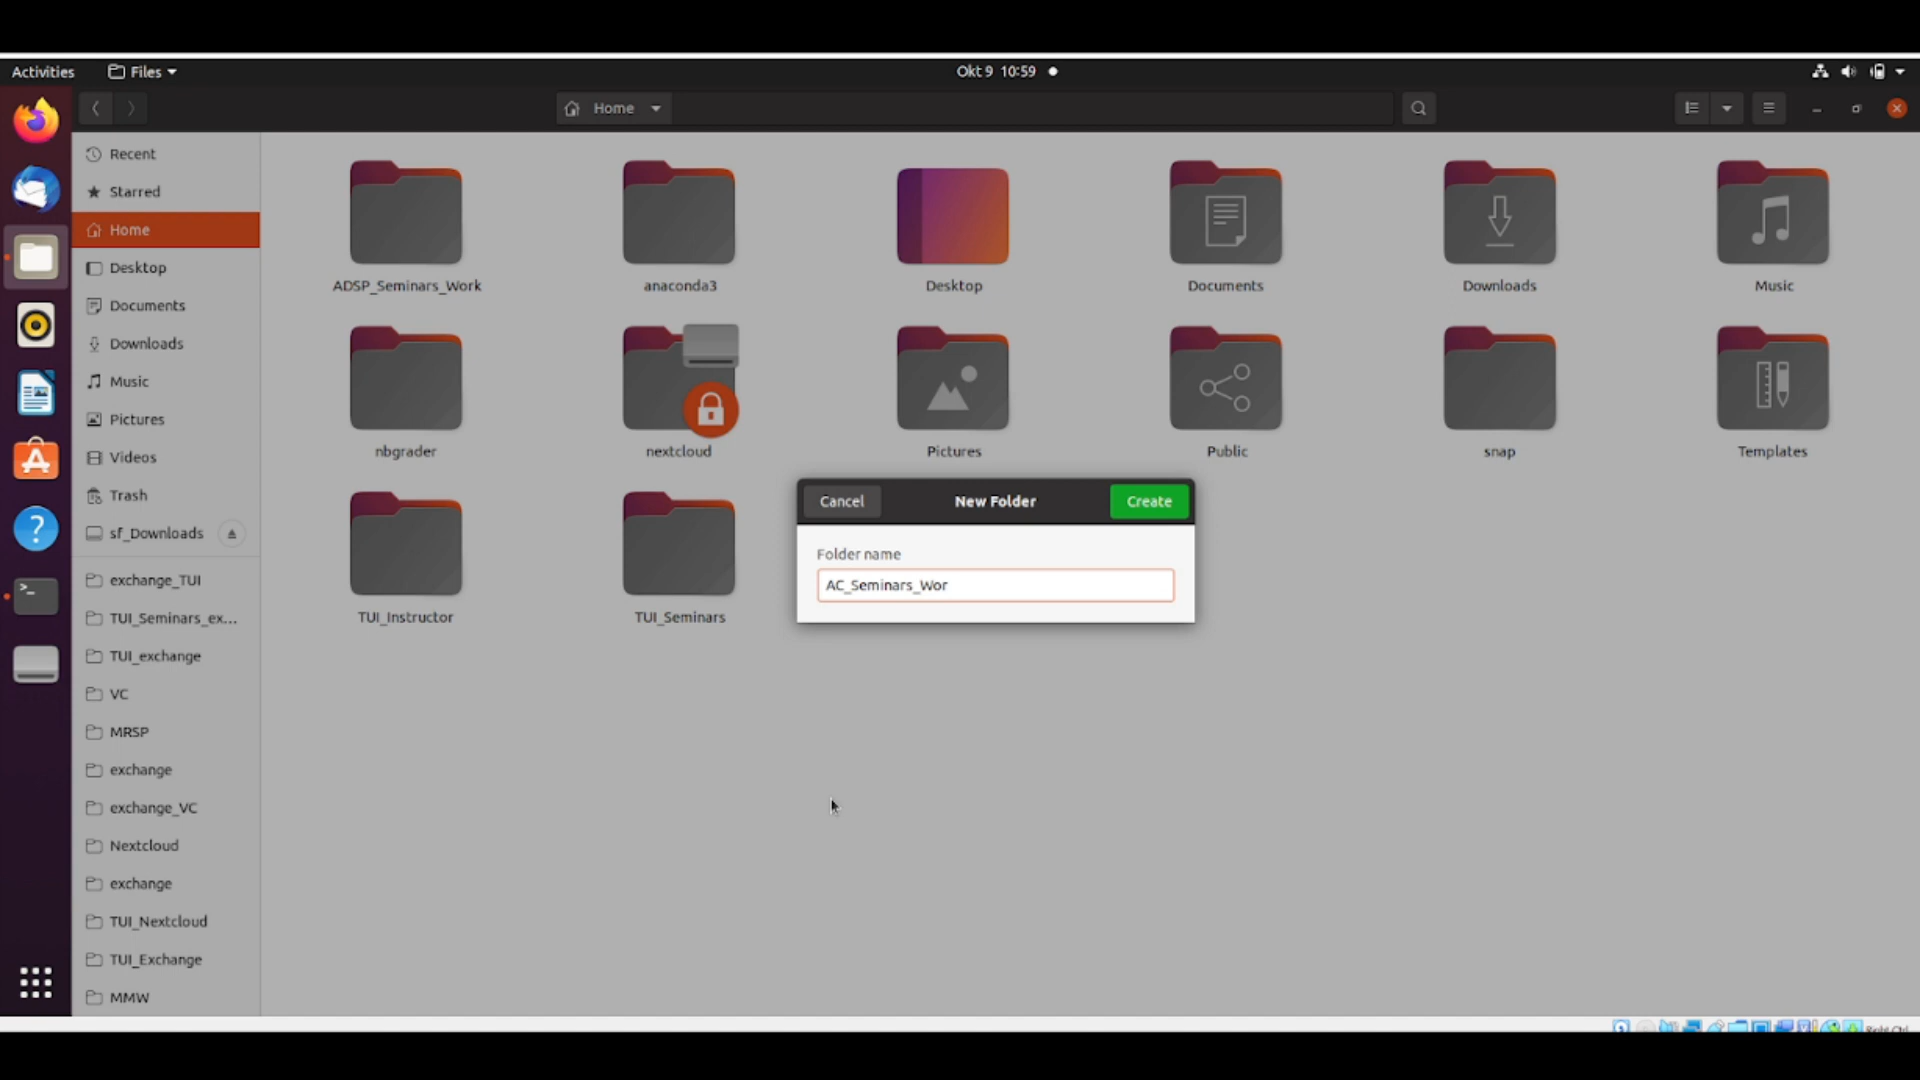 Activities
Files
Okt 9 10:59
Home
Recent
Starred
Home
Desktop
Documents
Downloads
Music
Pictures
Videos
Trash
sf_Downloads
exchange_TUI
TUI_Seminars_ex...
TUI_exchange
VC
MRSP
exchange
exchange_VC
Nextcloud
exchange
TUI_Nextcloud
TUI_Exchange
MMW
ADSP_Seminars_Work
anaconda3
Desktop
Documents
Downloads
Music
nbgrader
nextcloud
Pictures
Public
snap
Templates
TUI_Instructor
TUI_Seminars
Cancel
New Folder
Create
Folder name
AC_Seminars_Wor
Right Ctrl